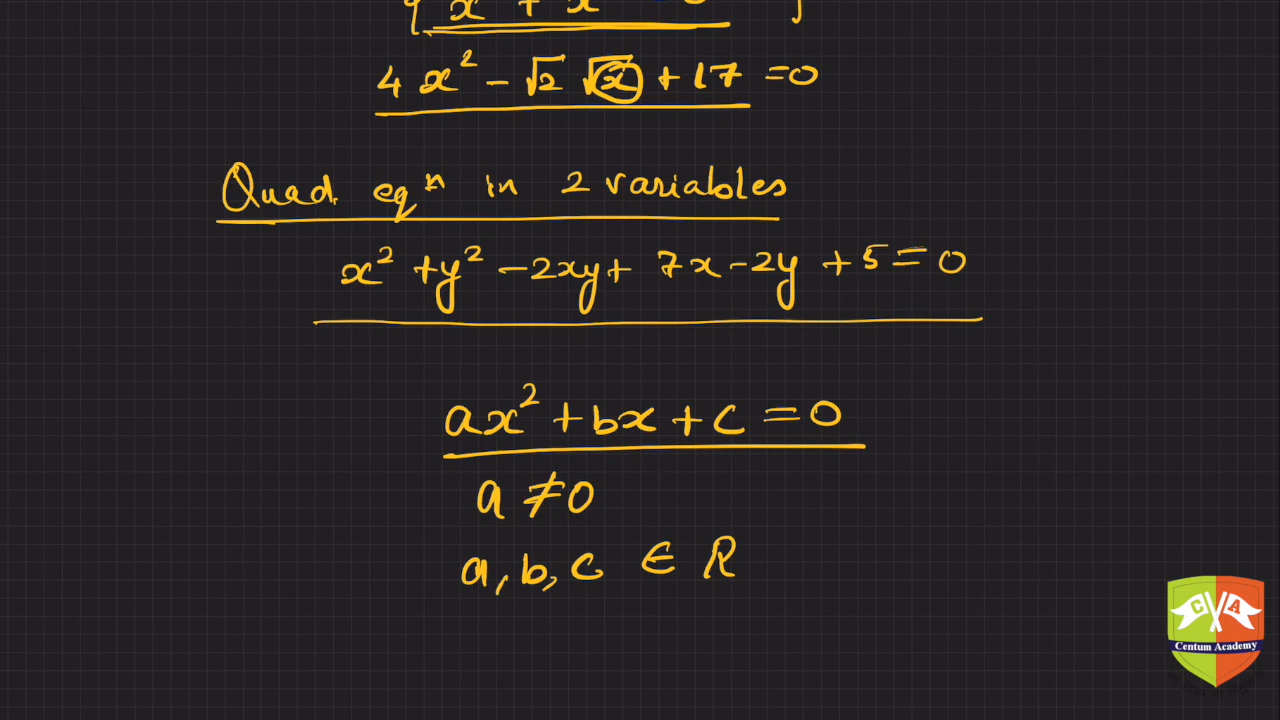 x + x
4x² - √2 √x + 17 = 0
Quad. eqⁿ in 2 variables
x² + y² - 2xy + 7x - 2y + 5 = 0
ax² + bx + c = 0
a ≠ 0
a, b, c ∈ R
C A
Centum Academy